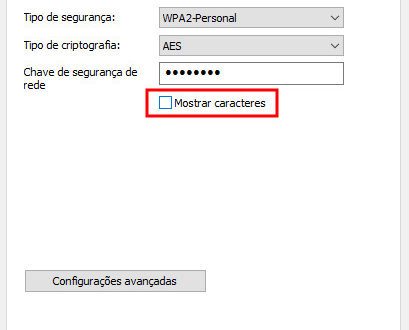 Tipo de segurança: WPA2-Personal
Tipo de criptografia: AES
Chave de segurança de ••••••••
rede
Mostrar caracteres
Configurações avançadas